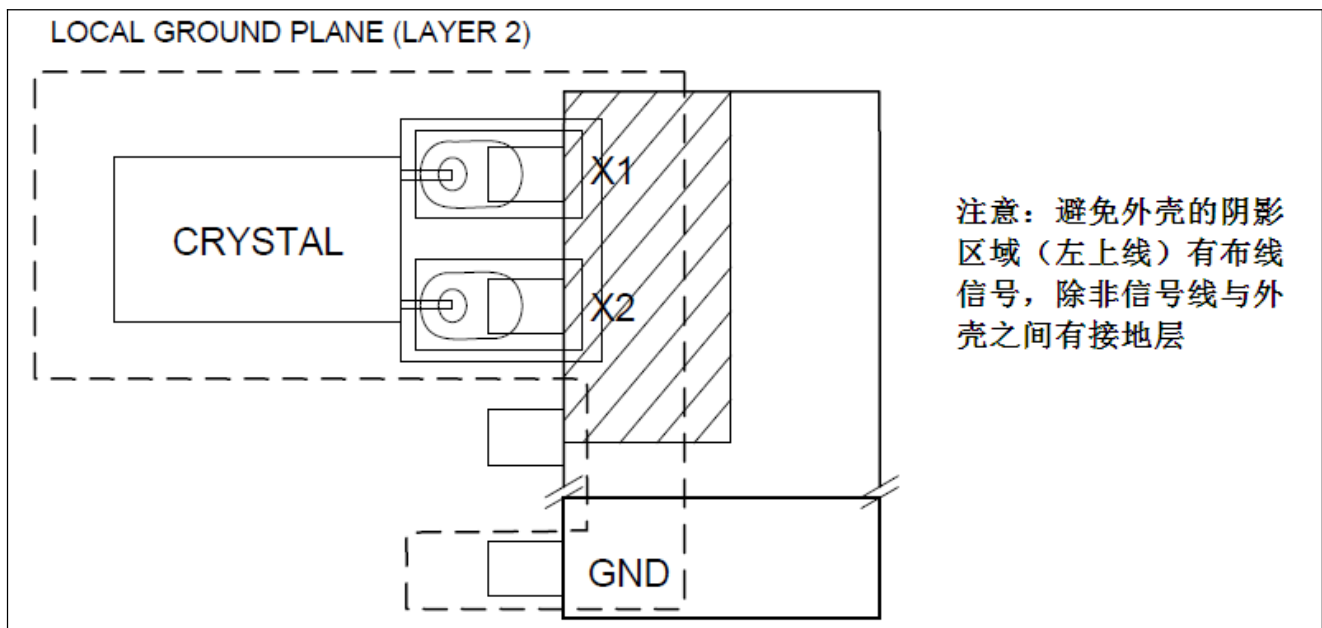 LOCAL GROUND PLANE (LAYER 2)
X1
CRYSTAL
X2
GND
注意：避免外壳的阴影
区域（左上线）有布线
信号，除非信号线与外
壳之间有接地层